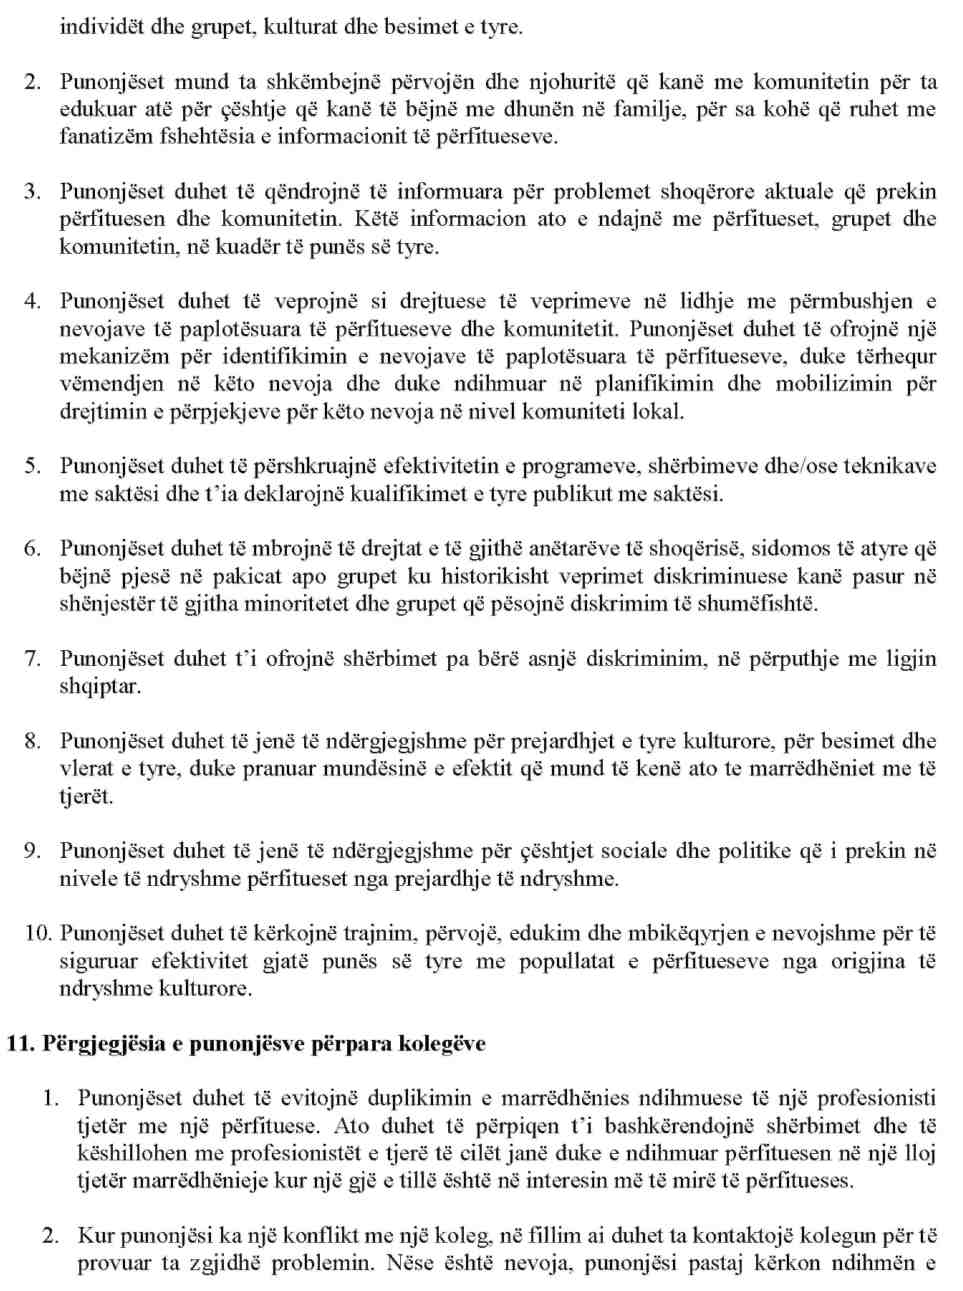 individët dhe grupet, kulturat dhe besimet e tyre.
2. Punonjëset mund ta shkëmbejnë përvojën dhe njohuritë që kanë me komunitetin për ta
edukuar atë për çështje që kanë të bëjnë me dhunën në familje, për sa kohë që ruhet me
fanatizëm fshehtësia e informacionit të përfitueseve.
3. Punonjëset duhet të qëndrojnë të informuara për problemet shoqërore aktuale që prekin
përfituesen dhe komunitetin. Këtë informacion ato e ndajnë me përfitueset, grupet dhe
komunitetin, në kuadër të punës së tyre.
4. Punonjëset duhet të veprojnë si drejtuese të veprimeve në lidhje me përmbushjen e
nevojave të paplotësuara të përfitueseve dhe komunitetit. Punonjëset duhet të ofrojnë një
mekanizëm për identifikimin e nevojave të paplotësuara të përfitueseve, duke tërhequr
vëmendjen në këto nevoja dhe duke ndihmuar në planifikimin dhe mobilizimin për
drejtimin e përpjekjeve për këto nevoja në nivel komuniteti lokal.
5. Punonjëset duhet të përshkruajnë efektivitetin e programeve, shërbimeve dhe/ose teknikave
me saktësi dhe t’ia deklarojnë kualifikimet e tyre publikut me saktësi.
6. Punonjëset duhet të mbrojnë të drejtat e të gjithë anëtarëve të shoqërisë, sidomos të atyre që
bëjnë pjesë në pakicat apo grupet ku historikisht veprimet diskriminuese kanë pasur në
shënjestër të gjitha minoritetet dhe grupet që pësojnë diskrimim të shumëfishtë.
7. Punonjëset duhet t’i ofrojnë shërbimet pa bërë asnjë diskriminim, në përputhje me ligjin
shqiptar.
8. Punonjëset duhet të jenë të ndërgjegjshme për prejardhjet e tyre kulturore, për besimet dhe
vlerat e tyre, duke pranuar mundësinë e efektit që mund të kenë ato te marrëdhëniet me të
tjerët.
9. Punonjëset duhet të jenë të ndërgjegjshme për çështjet sociale dhe politike që i prekin në
nivele të ndryshme përfitueset nga prejardhje të ndryshme.
10. Punonjëset duhet të kërkojnë trajnim, përvojë, edukim dhe mbikëqyrjen e nevojshme për të
siguruar efektivitet gjatë punës së tyre me popullatat e përfitueseve nga origjina të
ndryshme kulturore.
11. Përgjegjësia e punonjësve përpara kolegëve
1. Punonjëset duhet të evitojnë duplikimin e marrëdhënies ndihmuese të një profesionisti
tjetër me një përfituese. Ato duhet të përpiqen t’i bashkërendojnë shërbimet dhe të
këshillohen me profesionistët e tjerë të cilët janë duke e ndihmuar përfituesen në një lloj
tjetër marrëdhënieje kur një gjë e tillë është në interesin më të mirë të përfitueses.
2. Kur punonjësi ka një konflikt me një koleg, në fillim ai duhet ta kontaktojë kolegun për të
provuar ta zgjidhë problemin. Nëse është nevoja, punonjësi pastaj kërkon ndihmën e